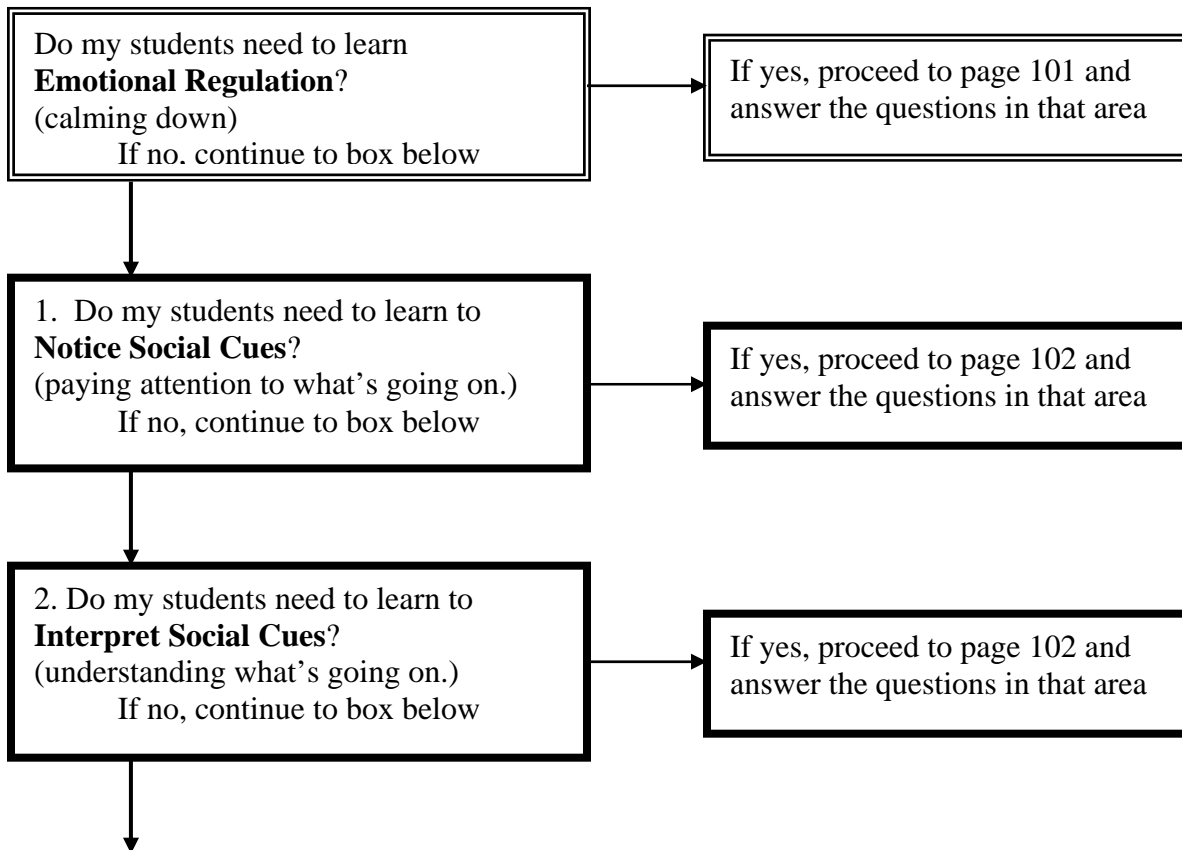 Do my students need to learn
Emotional Regulation?
(calming down)
If no, continue to box below
If yes, proceed to page 101 and
answer the questions in that area
1. Do my students need to learn to
Notice Social Cues?
(paying attention to what's going on.)
If no, continue to box below
If yes, proceed to page 102 and
answer the questions in that area
2. Do my students need to learn to
Interpret Social Cues?
(understanding what's going on.)
If no, continue to box below
If yes, proceed to page 102 and
answer the questions in that area